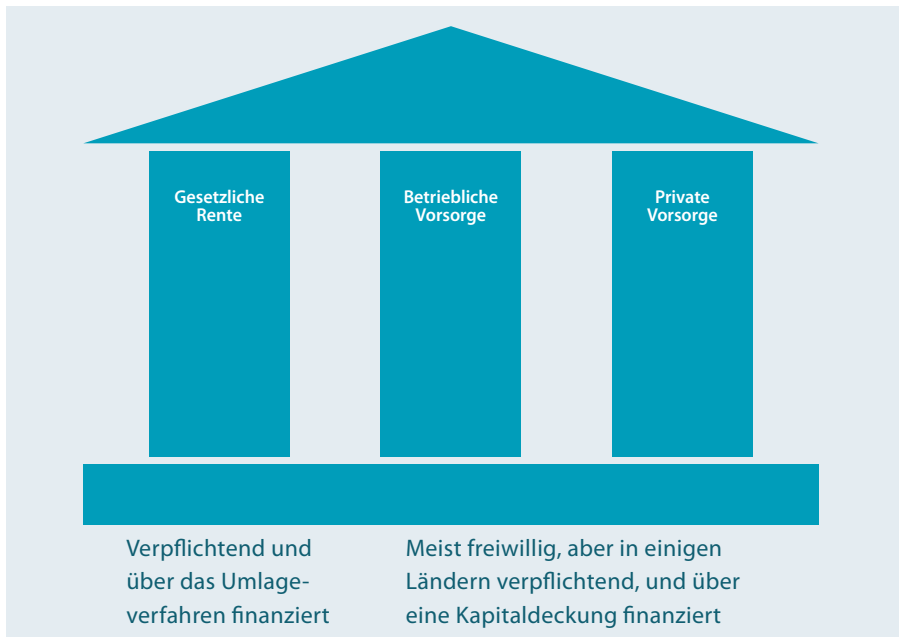 Gesetzliche
Rente
Betriebliche
Vorsorge
Private
Vorsorge
Verpflichtend und
über das Umlage-
verfahren finanziert
Meist freiwillig, aber in einigen
Ländern verpflichtend, und über
eine Kapitaldeckung finanziert